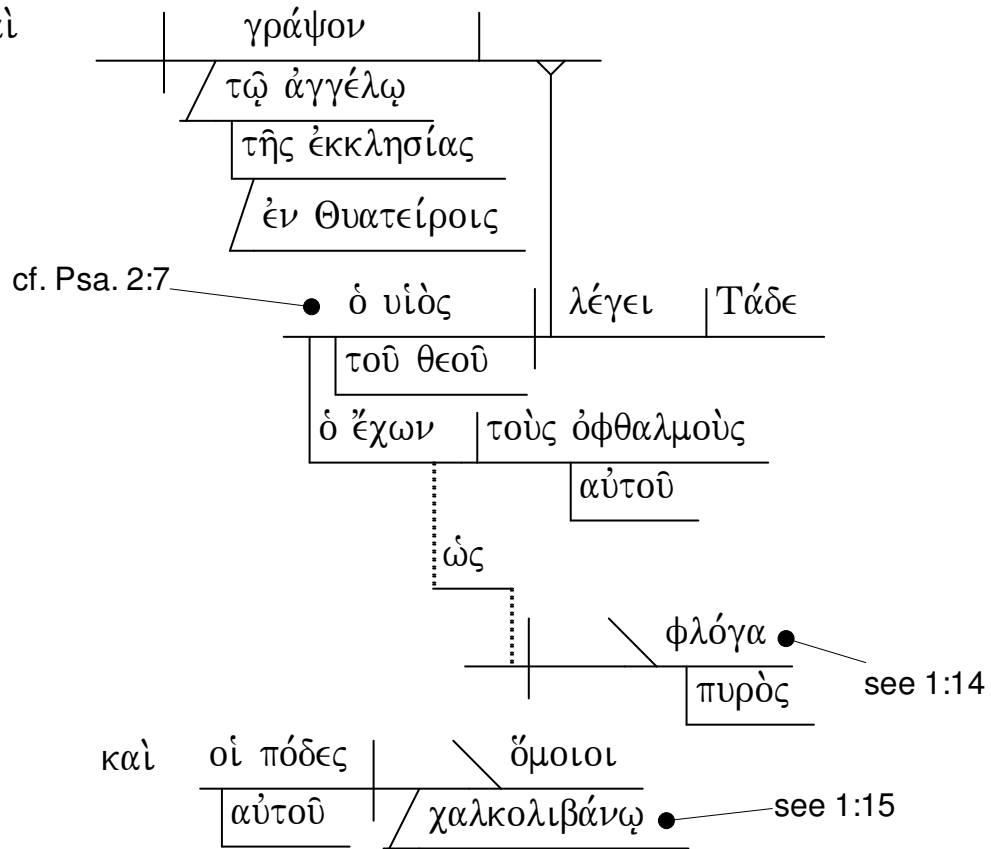 γράψον
τῷ ἀγγέλῳ
τῆς ἐκκλησίας
ἐν Θυατείροις
cf. Psa. 2:7
ὁ υἱὸς λέγει Τάδε
τοῦ θεοῦ
ὁ ἔχων τοὺς ὀφθαλμοὺς
αὐτοῦ
ὡς
φλόγα
see 1:14
πυρὸς
καὶ οἱ πόδες ὅμοιοι
αὐτοῦ χαλκολιβάνῳ see 1:15